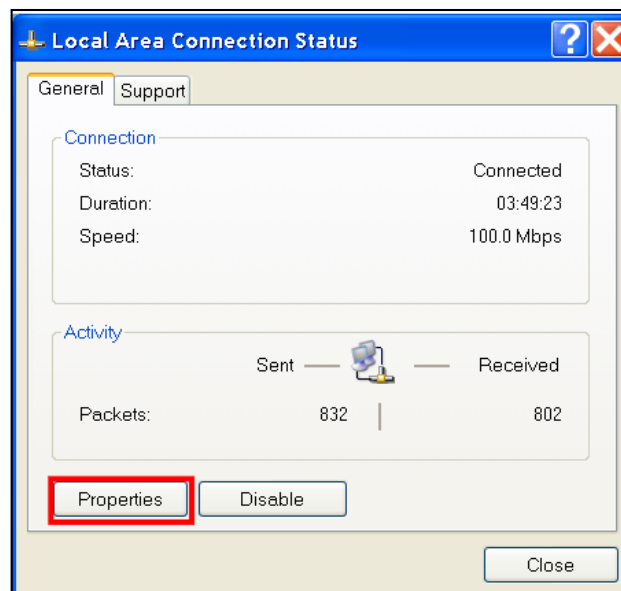 Local Area Connection Status
General Support
Connection
Status: Connected
Duration: 03:49:23
Speed: 100.0 Mbps
Activity
Sent Received
Packets: 832 802
Properties Disable
Close